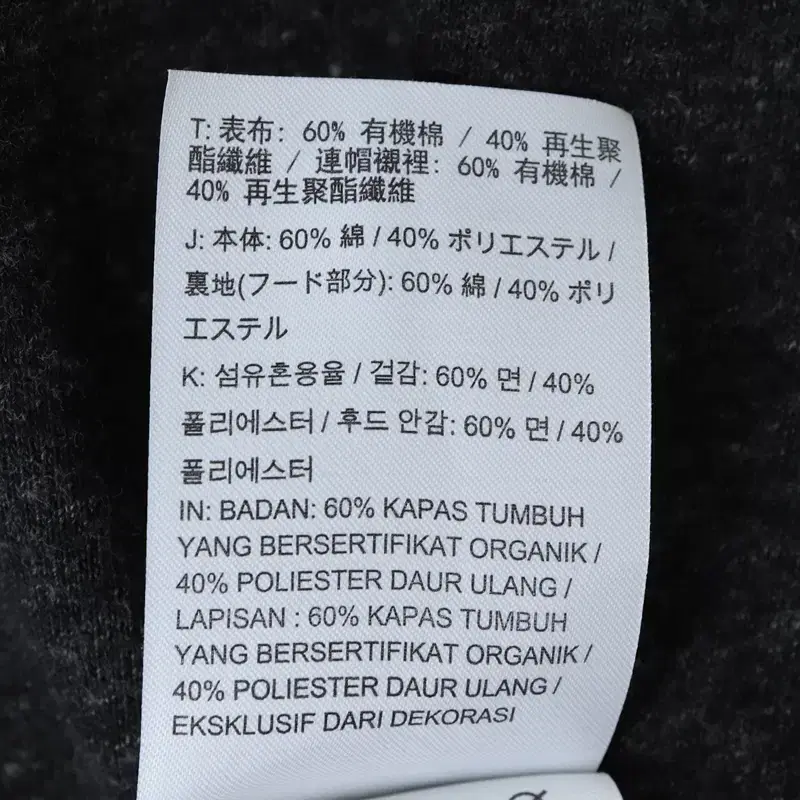 T: 表布: 60% 有機棉 / 40% 再生聚
酯纖維 / 連帽襯裡: 60% 有機棉 /
40% 再生聚酯纖維
J: 本体: 60% 綿 / 40% ポリエステル /
裏地(フード部分): 60% 綿 / 40% ポリ
エステル
K: 섬유혼용율 / 겉감: 60% 면 / 40%
폴리에스터 / 후드 안감: 60% 면 / 40%
폴리에스터
IN: BADAN: 60% KAPAS TUMBUH
YANG BERSERTIFIKAT ORGANIK /
40% POLIESTER DAUR ULANG /
LAPISAN : 60% KAPAS TUMBUH
YANG BERSERTIFIKAT ORGANIK /
40% POLIESTER DAUR ULANG /
EKSKLUSIF DARI DEKORASI